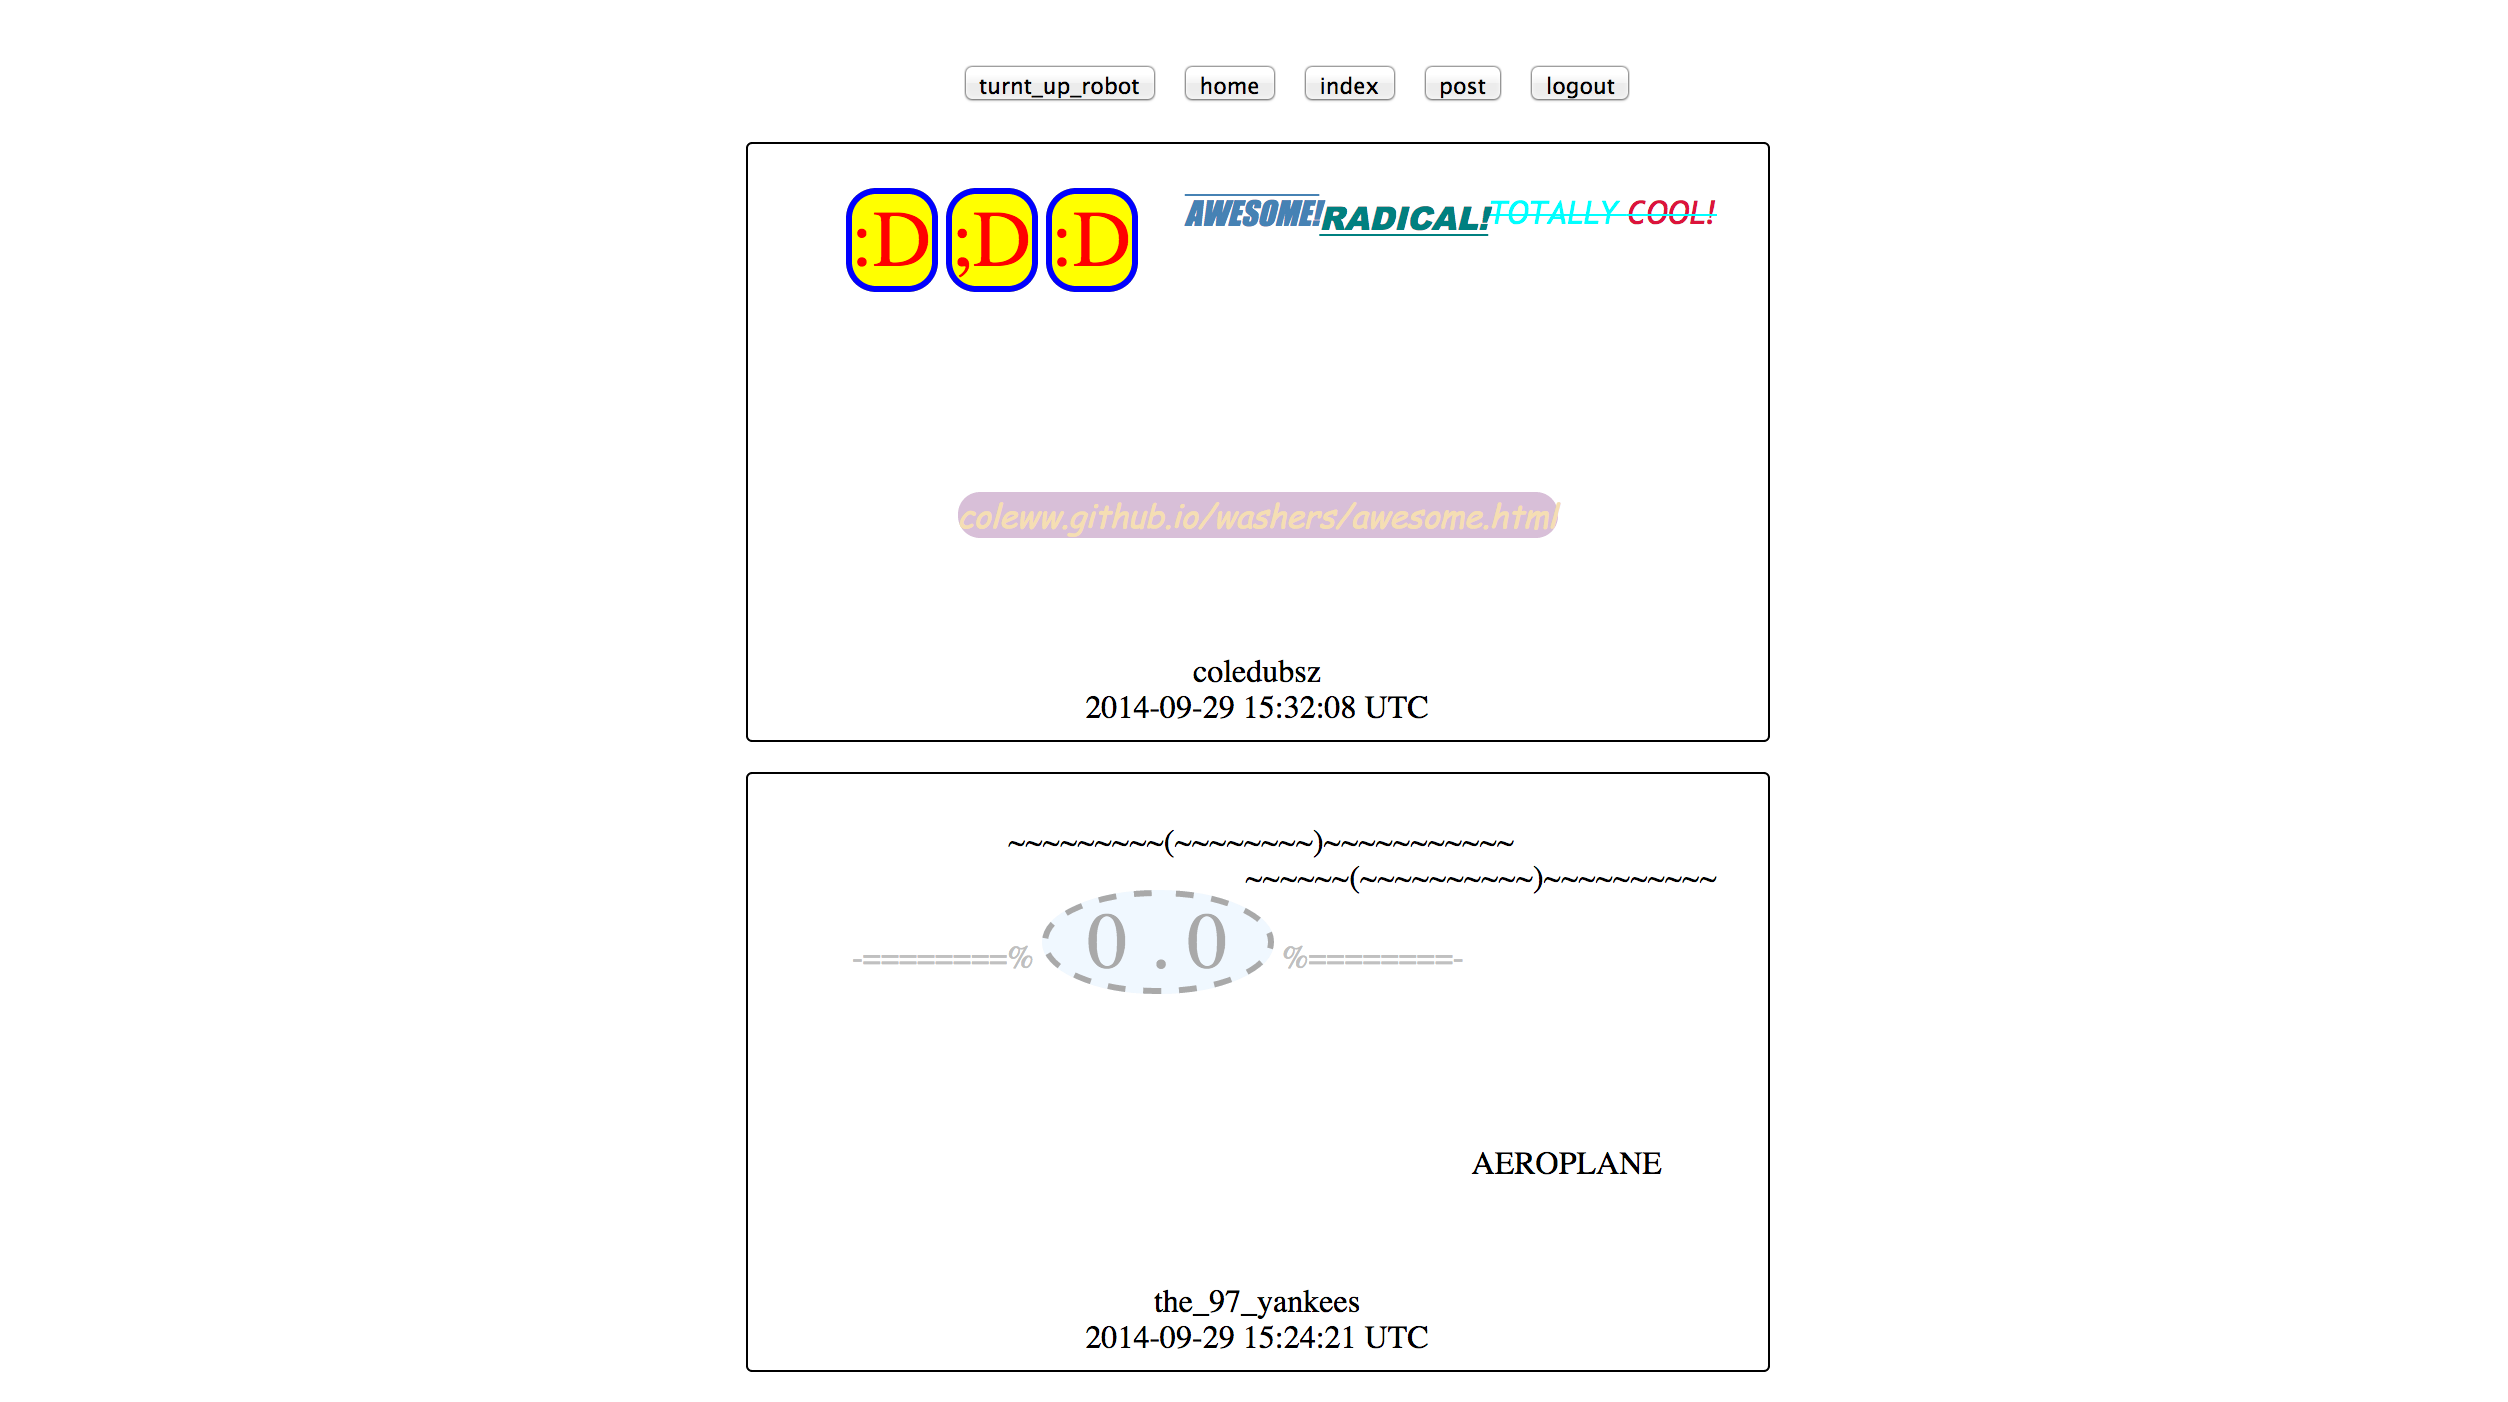 turnt_up_robot home index post logout
:D ;D :D AWESOME!RADICAL!TOTALLY COOL!
coleww.github.io/washers/awesome.html
coledubsz
2014-09-29 15:32:08 UTC
~~~~~~~~~(~~~~~~~~)~~~~~~~~~~~
~~~~~~(~~~~~~~~~~)~~~~~~~~~~
-========% 0 . 0 %========-
AEROPLANE
the_97_yankees
2014-09-29 15:24:21 UTC